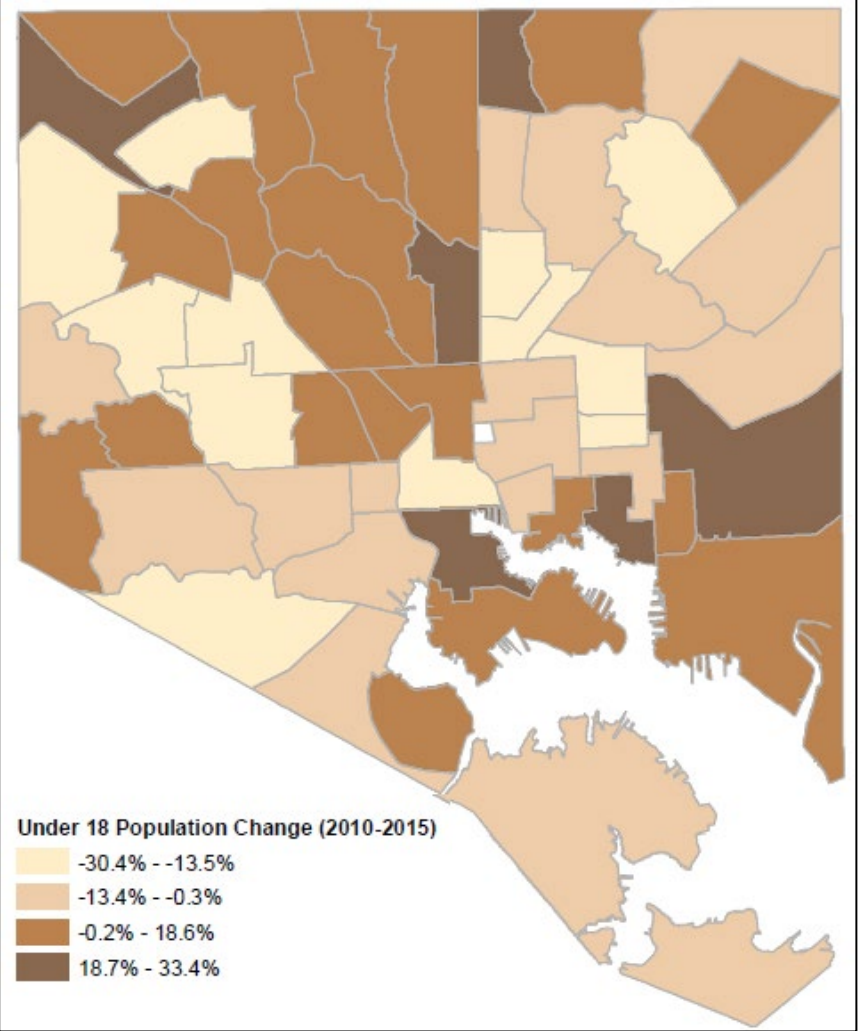 Under 18 Population Change (2010-2015)
-30.4% - -13.5%
-13.4% - -0.3%
-0.2% - 18.6%
18.7% - 33.4%